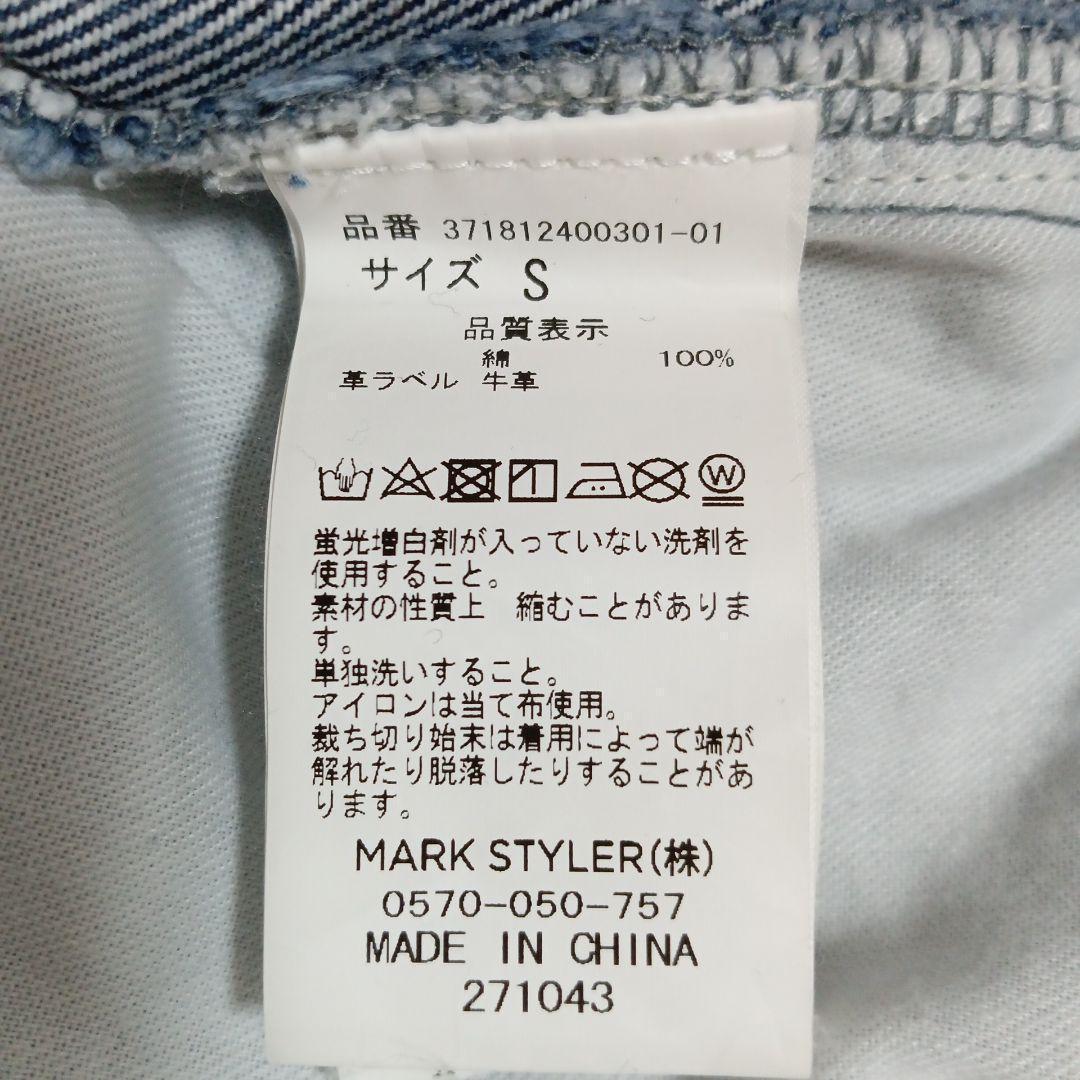 品番 371812400301-01
サイズ S
品質表示
綿 100%
革ラベル 牛革
W
蛍光増白剤が入っていない洗剤を
使用すること。
素材の性質上 縮むことがありま
す。
単独洗いすること。
アイロンは当て布使用。
裁ち切り始末は着用によって端が
解れたり脱落したりすることがあ
ります。
MARK STYLER(株)
0570-050-757
MADE IN CHINA
271043